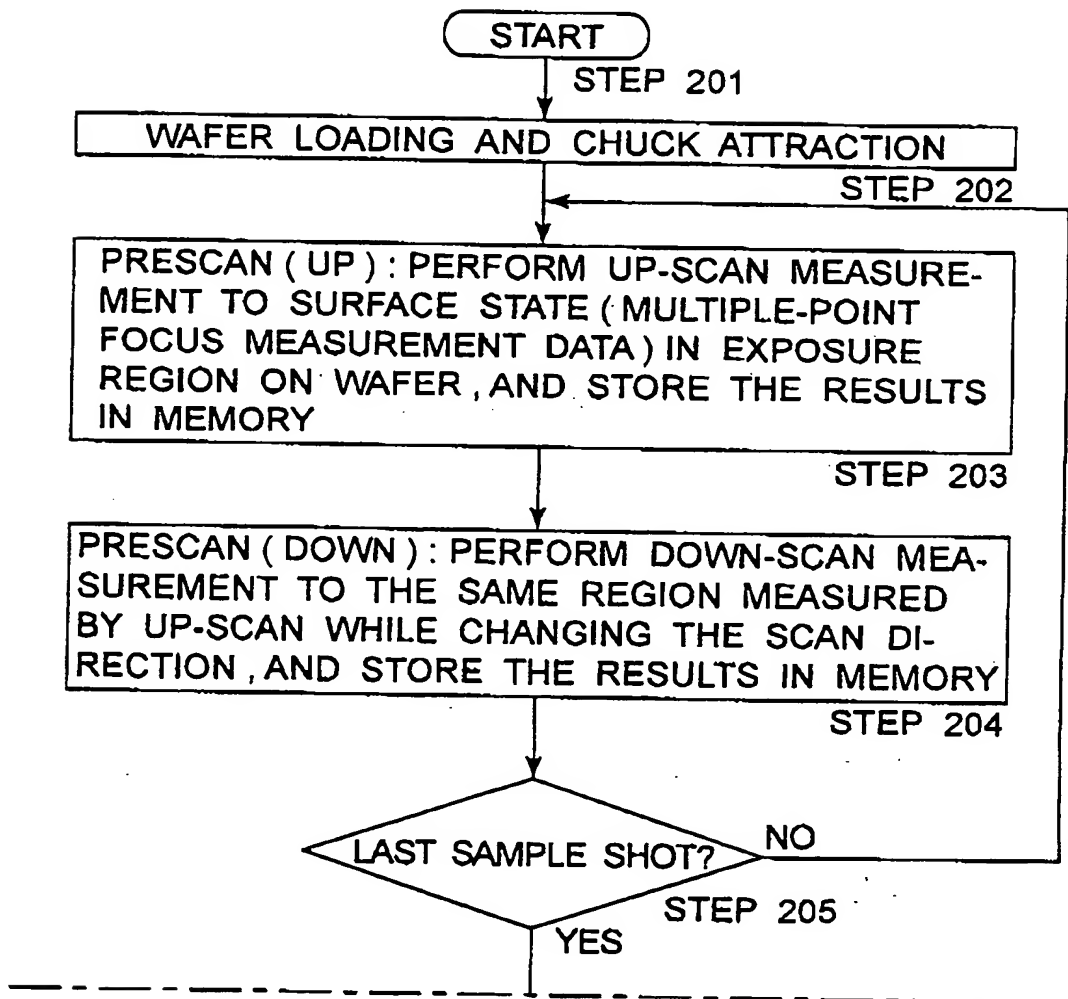 START
STEP 201
WAFER LOADING AND CHUCK ATTRACTION
STEP 202
PRESCAN (UP) : PERFORM UP-SCAN MEASURE-
MENT TO SURFACE STATE (MULTIPLE-POINT
FOCUS MEASUREMENT DATA) IN EXPOSURE
REGION ON WAFER, AND STORE THE RESULTS
IN MEMORY
STEP 203
PRESCAN (DOWN) : PERFORM DOWN-SCAN MEA-
SUREMENT TO THE SAME REGION MEASURED
BY UP-SCAN WHILE CHANGING THE SCAN DI-
RECTION, AND STORE THE RESULTS IN MEMORY
STEP 204
LAST SAMPLE SHOT?
NO
STEP 205
YES